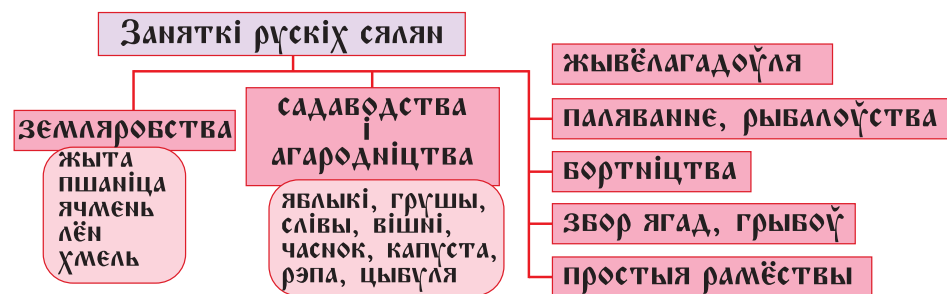 Заняткі рускіх сялян
земляробства
жыта
пшаніца
ячмень
лён
хмель
садаводства
і
агародніцтва
яблыкі, грушы,
слівы, вішні,
часнок, капуста,
рэпа, цыбуля
жывёлагадоўля
паляванне, рыбалоўства
бортніцтва
збор ягад, грыбоў
простыя рамёствы